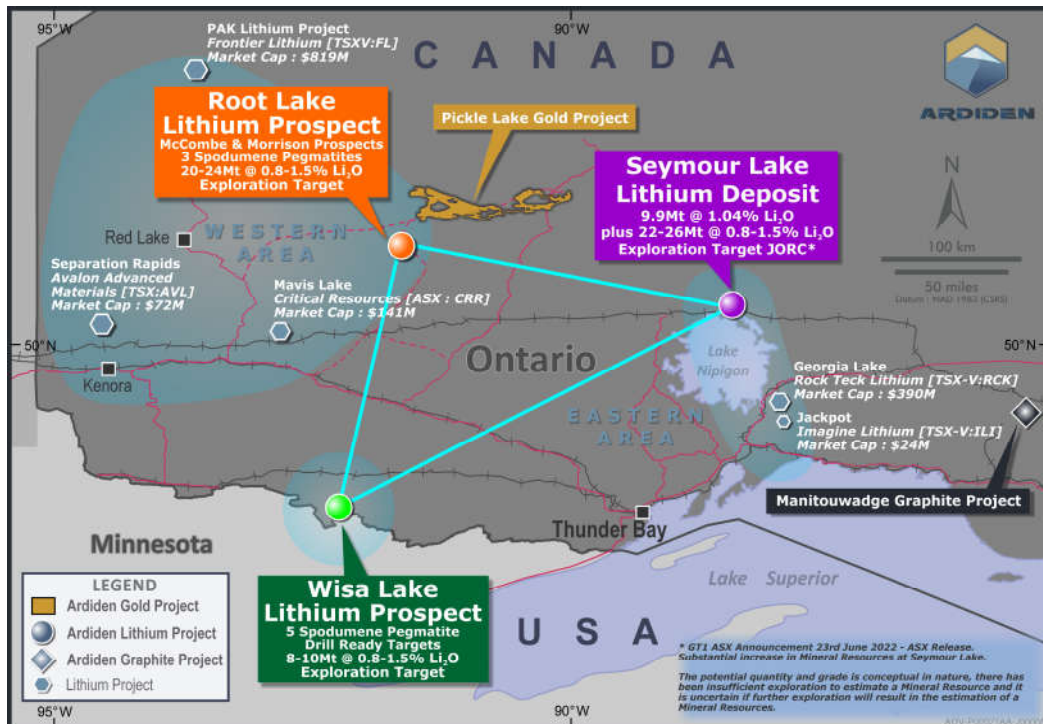 95°W
90°W
PAK Lithium Project
Frontier Lithium [TSXV:FL]
Market Cap : $819M
CANADA
ARDIDEN
Root Lake
Lithium Prospect
McCombe & Morrison Prospects
3 Spodumene Pegmatites
20-24Mt @ 0.8-1.5% Li₂O
Exploration Target
Pickle Lake Gold Project
Seymour Lake
Lithium Deposit
9.9Mt @ 1.04% Li₂O
plus 22-26Mt @ 0.8-1.5% Li₂O
Exploration Target JORC*
N
100 km
50 miles
Datum : NAD 1983 (CSRS)
Red Lake
WESTERN
AREA
Separation Rapids
Avalon Advanced
Materials [TSX:AVL]
Market Cap : $72M
Mavis Lake
Critical Resources [ASX : CRR]
Market Cap : $141M
50°N
50°N
Kenora
Ontario
Lake
Nipigon
Georgia Lake
Rock Teck Lithium [TSX-V:RCK]
Market Cap : $390M
Jackpot
Imagine Lithium [TSX-V:ILI]
Market Cap : $24M
EASTERN
AREA
Manitouwadge Graphite Project
Thunder Bay
Minnesota
Lake Superior
USA
Wisa Lake
Lithium Prospect
5 Spodumene Pegmatite
Drill Ready Targets
8-10Mt @ 0.8-1.5% Li₂O
Exploration Target
LEGEND
Ardiden Gold Project
Ardiden Lithium Project
Ardiden Graphite Project
Lithium Project
* GT1 ASX Announcement 23rd June 2022 - ASX Release.
Substantial increase in Mineral Resources at Seymour Lake.
The potential quantity and grade is conceptual in nature, there has
been insufficient exploration to estimate a Mineral Resource and it
is uncertain if further exploration will result in the estimation of a
Mineral Resources.
95°W
90°W